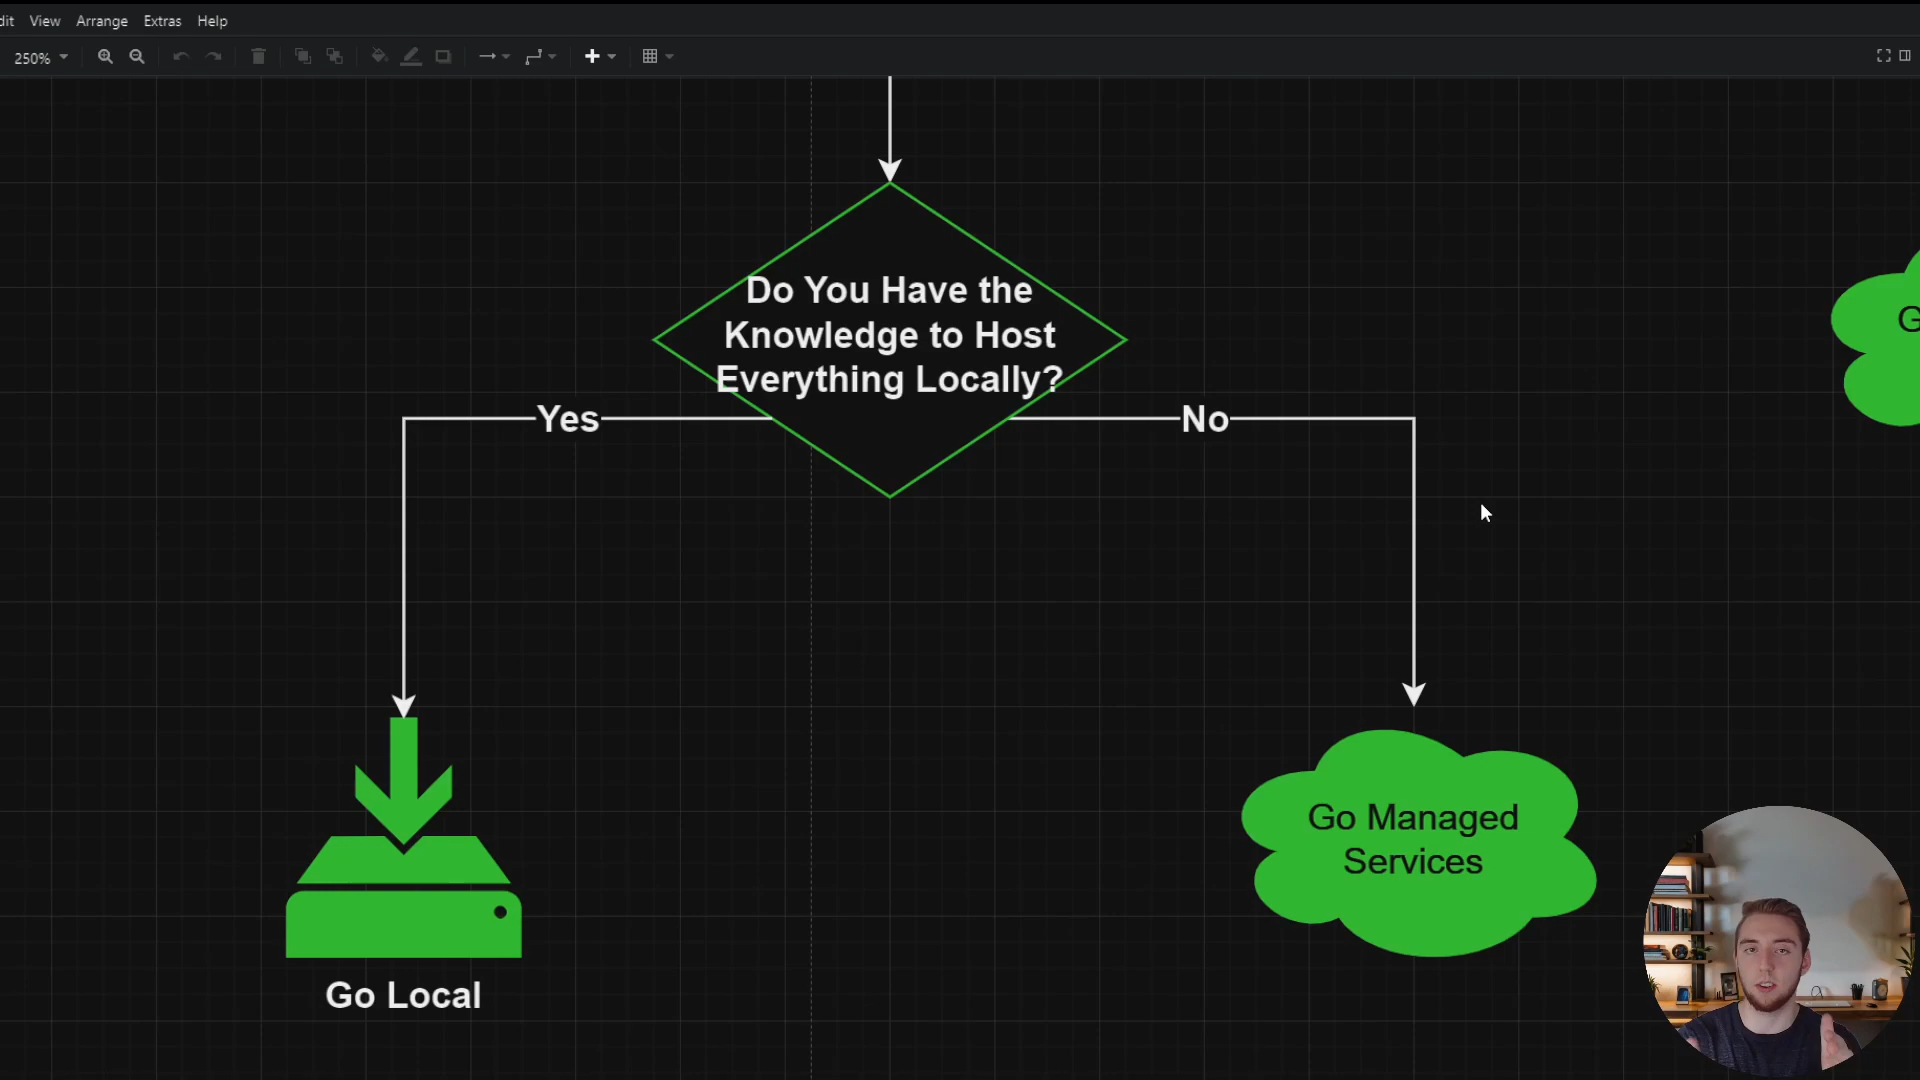 dit View Arrange Extras Help
250%
Do You Have the
Knowledge to Host
Everything Locally?
Yes
No
G
Go Managed
Services
Go Local